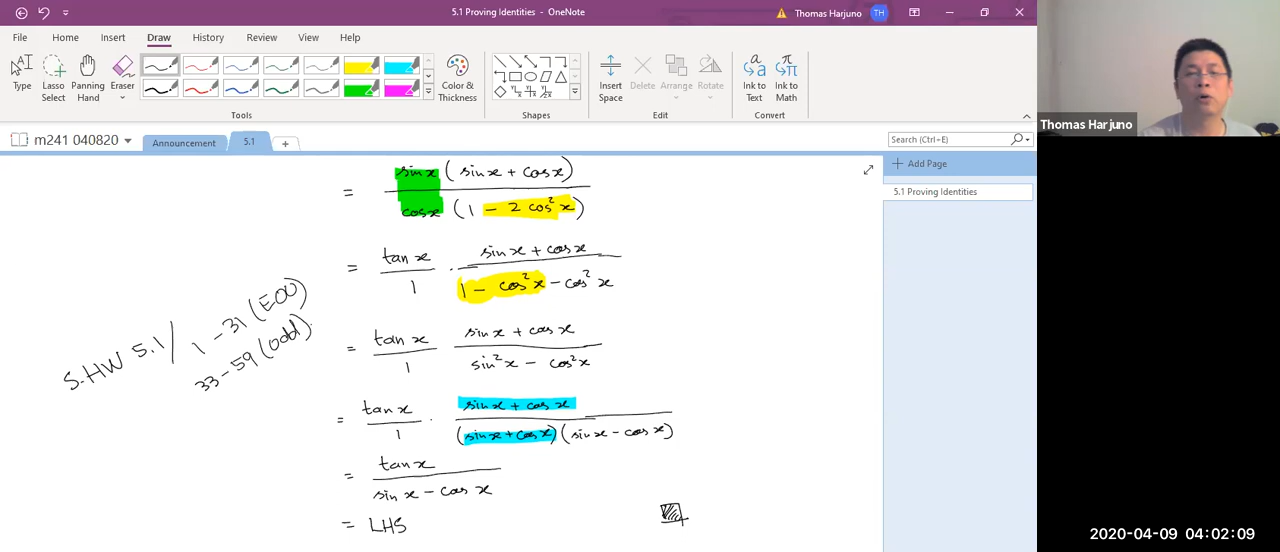 5.1 Proving Identities - OneNote
Thomas Harjuno TH
File Home Insert Draw History Review View Help
Type Lasso Select Panning Hand Eraser
Color & Thickness
Insert Space Delete Arrange Rotate
Ink to Text Ink to Math
Tools Shapes Edit Convert
m241 040820 Announcement 5.1 +
Search (Ctrl+E)
Add Page
5.1 Proving Identities
Thomas Harjuno
= sin x (sin x + cos x)
cos x (1 - 2 cos² x)
= tan x / 1 · sin x + cos x
1 - cos² x - cos² x
= tan x / 1 sin x + cos x
sin² x - cos² x
= tan x / 1 · sin x + cos x
(sin x + cos x)(sin x - cos x)
= tan x
sin x - cos x
= LHS
S.HW 5.1/ 1-31 (EOO)
33-59 (Odd)
2020-04-09 04:02:09